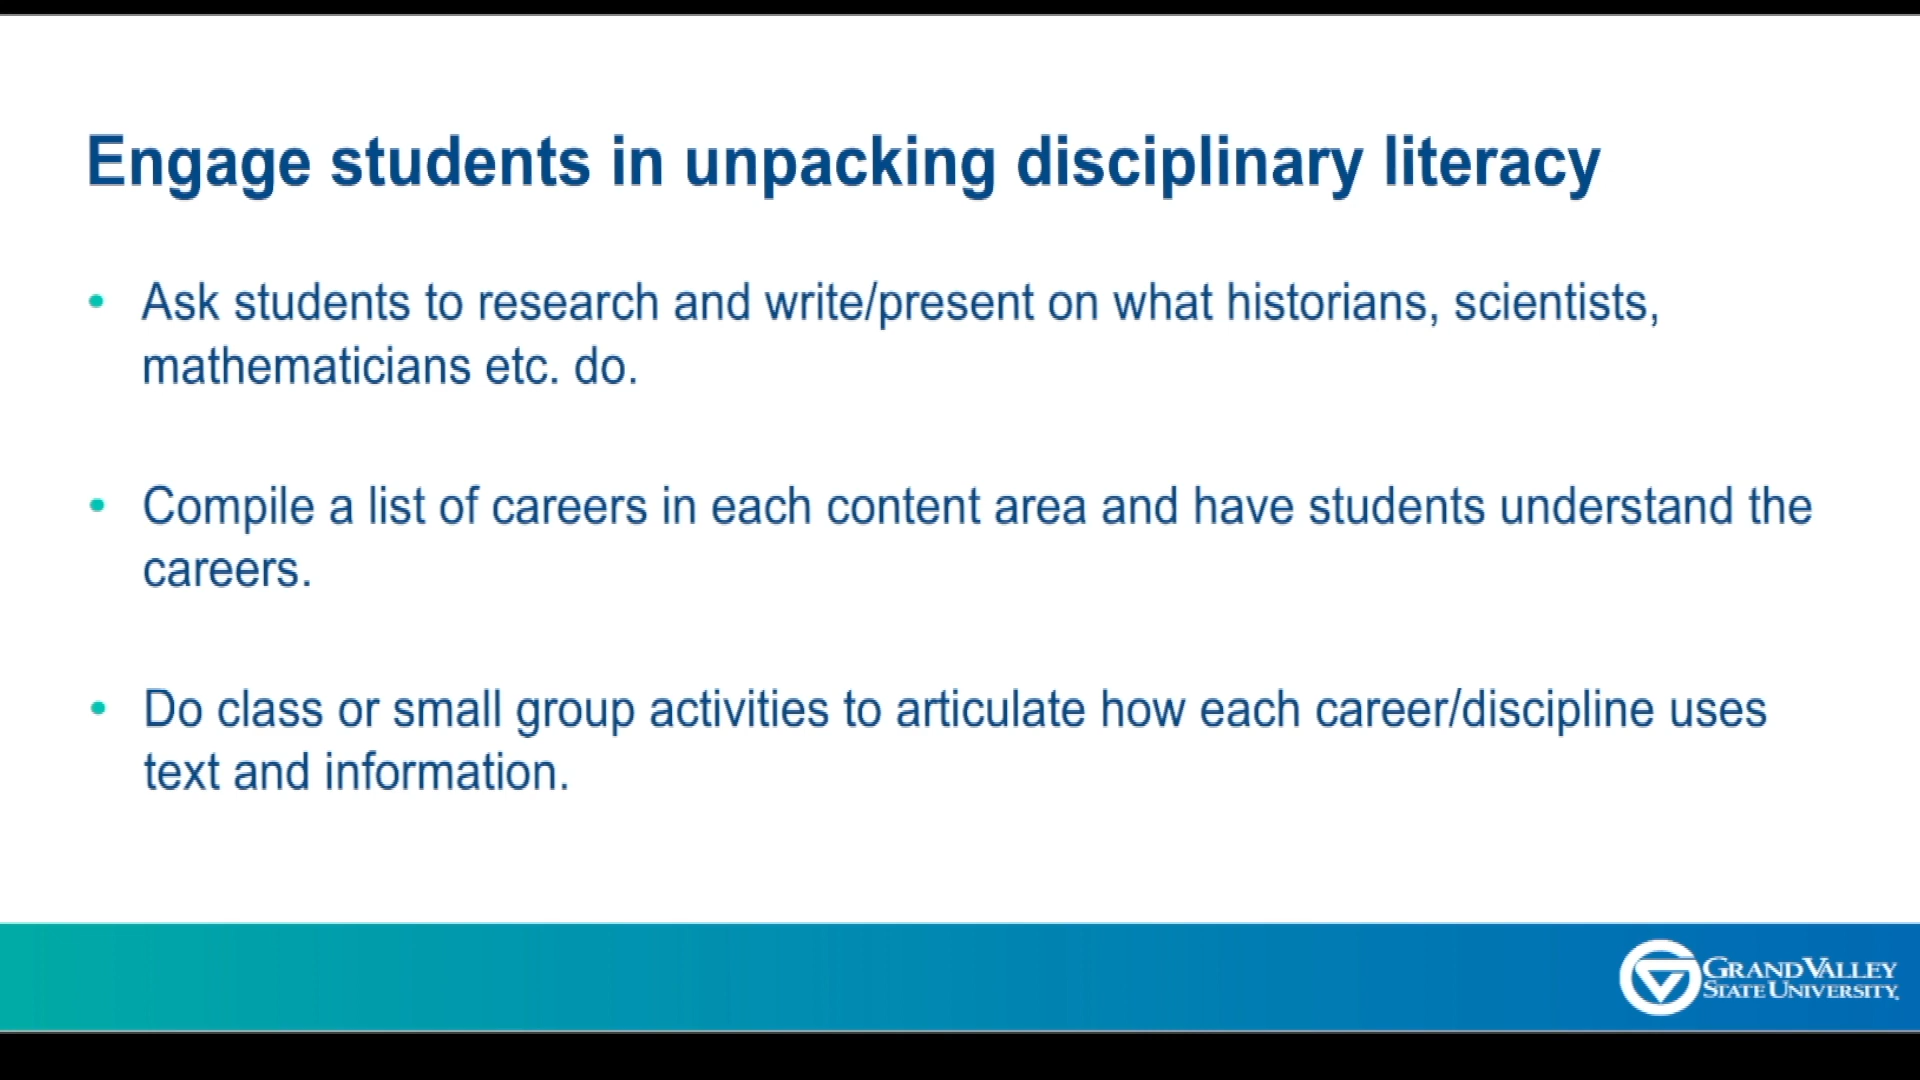 Engage students in unpacking disciplinary literacy
• Ask students to research and write/present on what historians, scientists,
mathematicians etc. do.
• Compile a list of careers in each content area and have students understand the
careers.
• Do class or small group activities to articulate how each career/discipline uses
text and information.
GRAND VALLEY
STATE UNIVERSITY